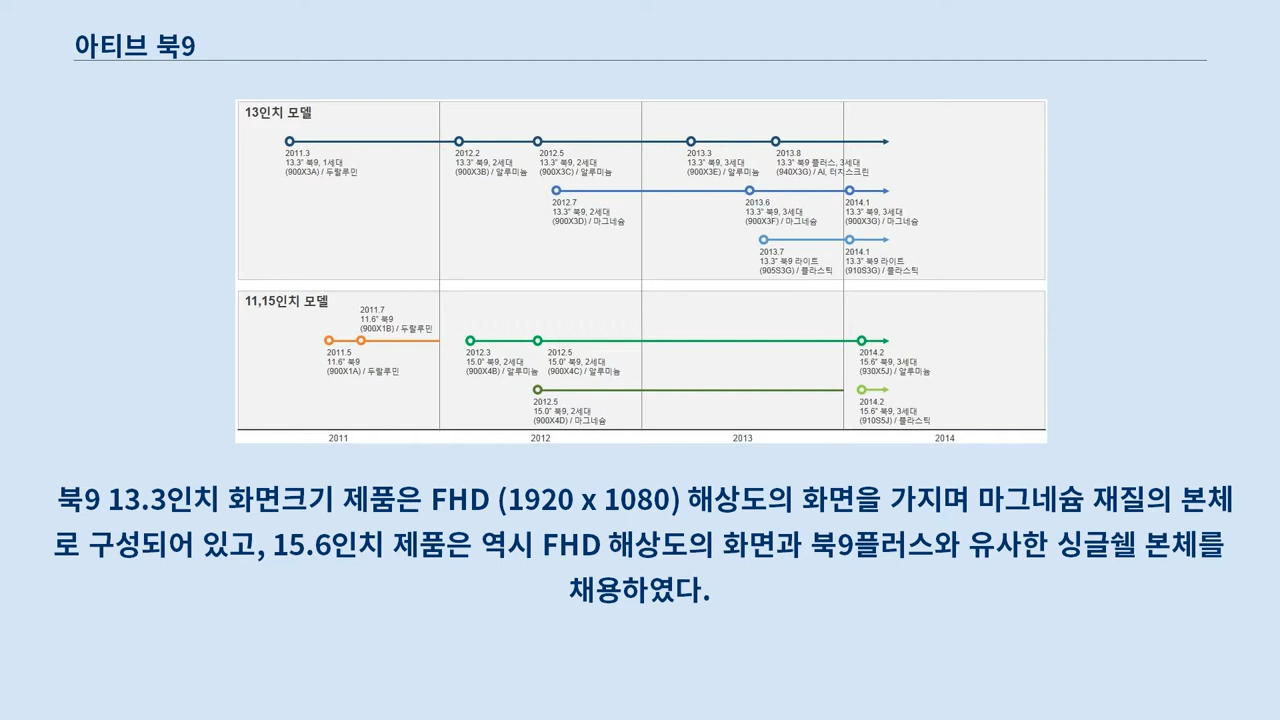 아티브 북9
13인치 모델
2011.3
13.3" 북9, 1세대
(900X3A) / 두랄루민
2012.2
13.3" 북9, 2세대
(900X3B) / 알루미늄
2012.5
13.3" 북9, 2세대
(900X3C) / 알루미늄
2013.3
13.3" 북9, 3세대
(900X3E) / 알루미늄
2013.8
13.3" 북9 플러스, 3세대
(940X3G) / Al, 터치스크린
2012.7
13.3" 북9, 2세대
(900X3D) / 마그네슘
2013.6
13.3" 북9, 3세대
(900X3F) / 마그네슘
2014.1
13.3" 북9, 3세대
(900X3G) / 마그네슘
2013.7
13.3" 북9 라이트
(905S3G) / 플라스틱
2014.1
13.3" 북9 라이트
(910S3G) / 플라스틱
11,15인치 모델
2011.7
11.6" 북9
(900X1B) / 두랄루민
2011.5
11.6" 북9
(900X1A) / 두랄루민
2012.3
15.0" 북9, 2세대
(900X4B) / 알루미늄
2012.5
15.0" 북9, 2세대
(900X4C) / 알루미늄
2014.2
15.6" 북9, 3세대
(930X5J) / 알루미늄
2012.5
15.0" 북9, 2세대
(900X4D) / 마그네슘
2014.2
15.6" 북9, 3세대
(910S5J) / 플라스틱
2011
2012
2013
2014
북9 13.3인치 화면크기 제품은 FHD (1920 x 1080) 해상도의 화면을 가지며 마그네슘 재질의 본체
로 구성되어 있고, 15.6인치 제품은 역시 FHD 해상도의 화면과 북9플러스와 유사한 싱글쉘 본체를
채용하였다.